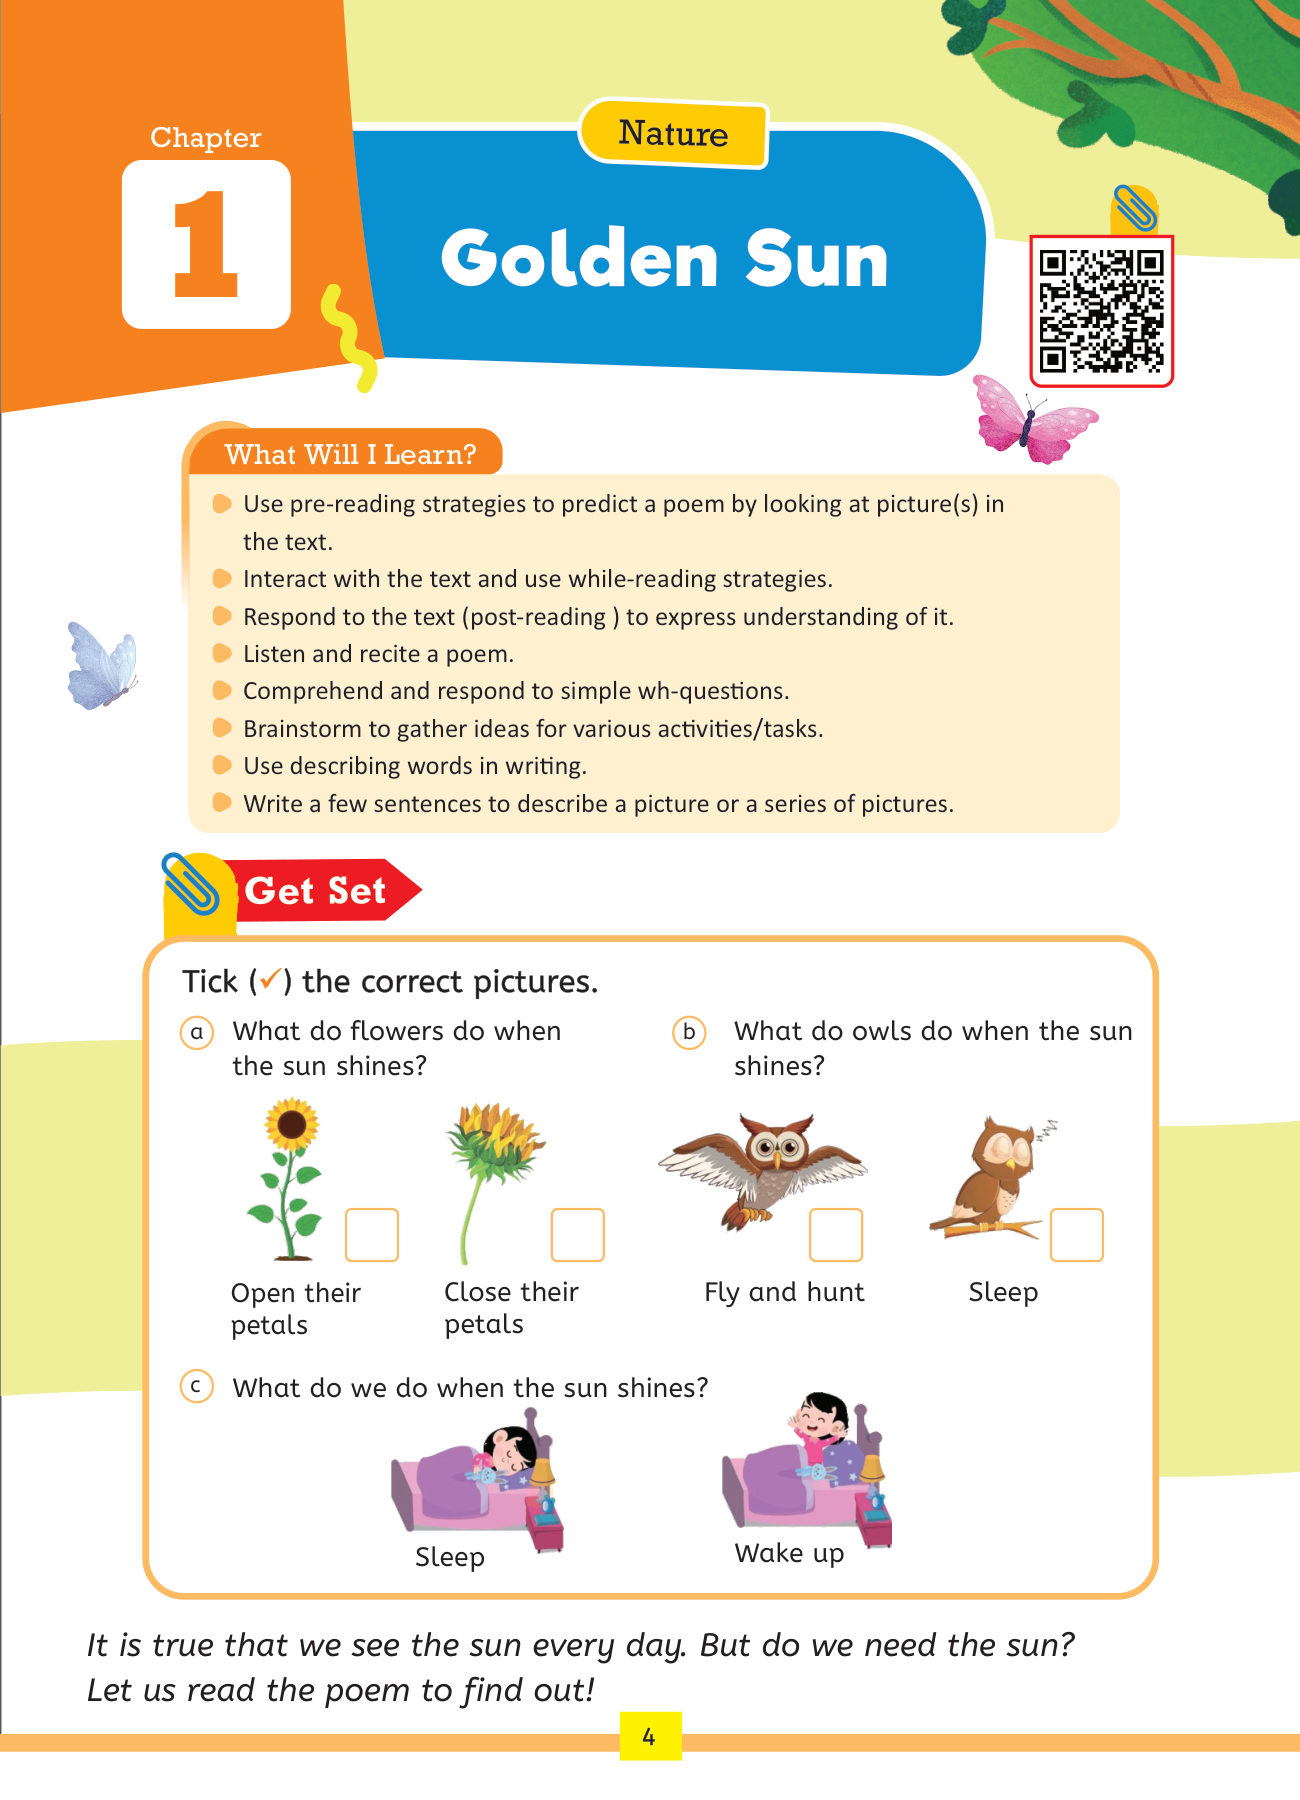 Chapter
1
Nature
Golden Sun
What Will I Learn?
Use pre-reading strategies to predict a poem by looking at picture(s) in
the text.
Interact with the text and use while-reading strategies.
Respond to the text (post-reading ) to express understanding of it.
Listen and recite a poem.
Comprehend and respond to simple wh-questions.
Brainstorm to gather ideas for various activities/tasks.
Use describing words in writing.
Write a few sentences to describe a picture or a series of pictures.
Get Set
Tick (✓) the correct pictures.
a What do flowers do when
the sun shines?
Open their
petals
Close their
petals
b What do owls do when the sun
shines?
Fly and hunt
Sleep
c What do we do when the sun shines?
Sleep
Wake up
It is true that we see the sun every day. But do we need the sun?
Let us read the poem to find out!
4